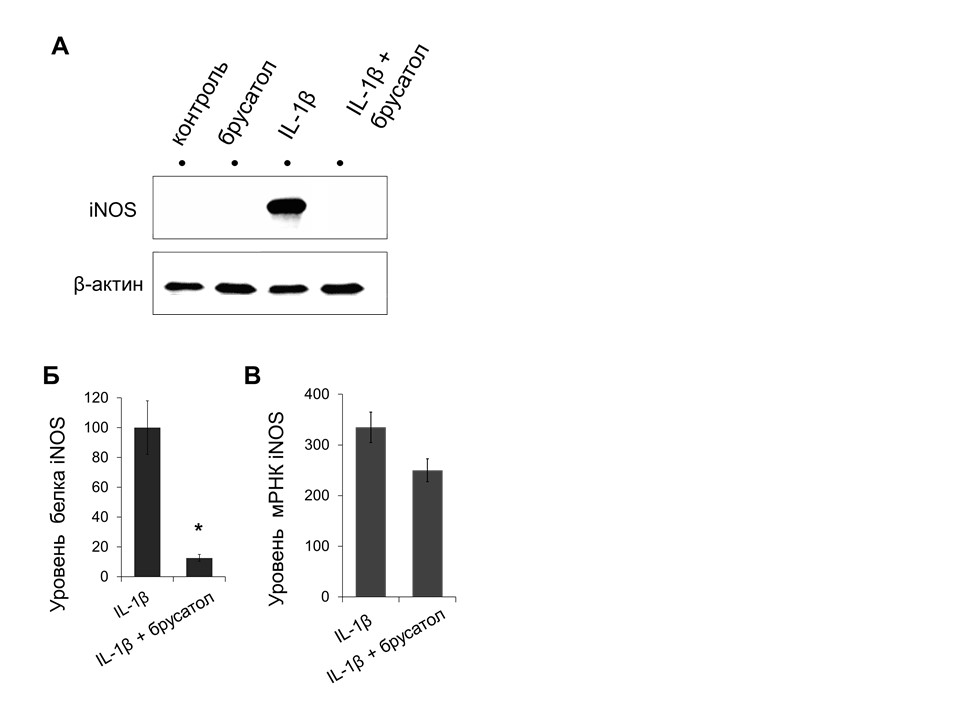 А
контроль
брусатол
IL-1β
IL-1β +
брусатол
iNOS
β-актин
Б
Уровень белка iNOS
120
100
80
60
40
20
0
*
IL-1β
IL-1β + брусатол
В
Уровень мРНК iNOS
400
300
200
100
0
IL-1β
IL-1β + брусатол